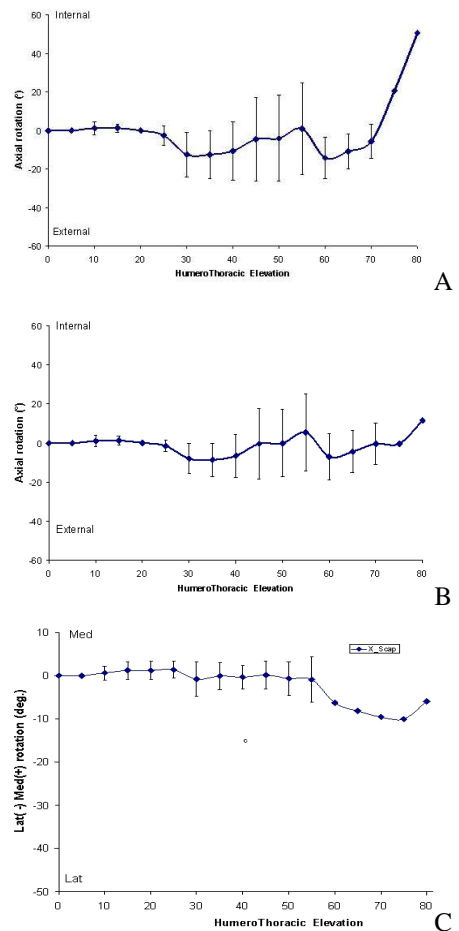 Internal
60
40
20
0
-20
-40
-60
Axial rotation (°)
External
0 10 20 30 40 50 60 70 80
HumeroThoracic Elevation
A
Internal
60
40
20
0
-20
-40
-60
Axial rotation (°)
External
0 10 20 30 40 50 60 70 80
HumeroThoracic Elevation
B
Med
X_Scap
10
0
-10
-20
-30
-40
-50
Lat( -) Med(+) rotation (deg.)
Lat
0 10 20 30 40 50 60 70 80
HumeroThoracic Elevation
C